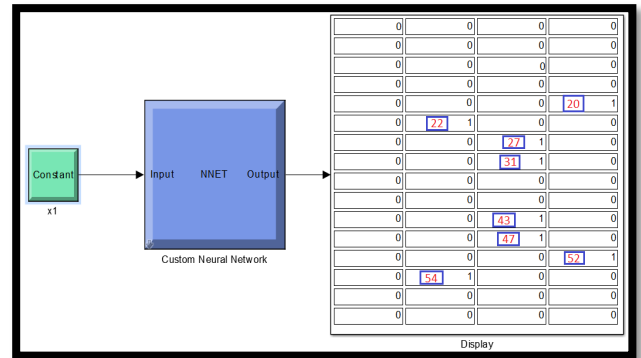 0 0 0 0
0 0 0 0
0 0 0 0
0 0 0 0
0 0 0 20 1
0 22 1 0 0
0 0 27 1 0
0 0 31 1 0
0 0 0 0
0 0 0 0
0 0 43 1 0
0 0 47 1 0
0 0 0 52 1
0 54 1 0 0
0 0 0 0
0 0 0 0
Constant
x1
Input NNET Output
Custom Neural Network
Display